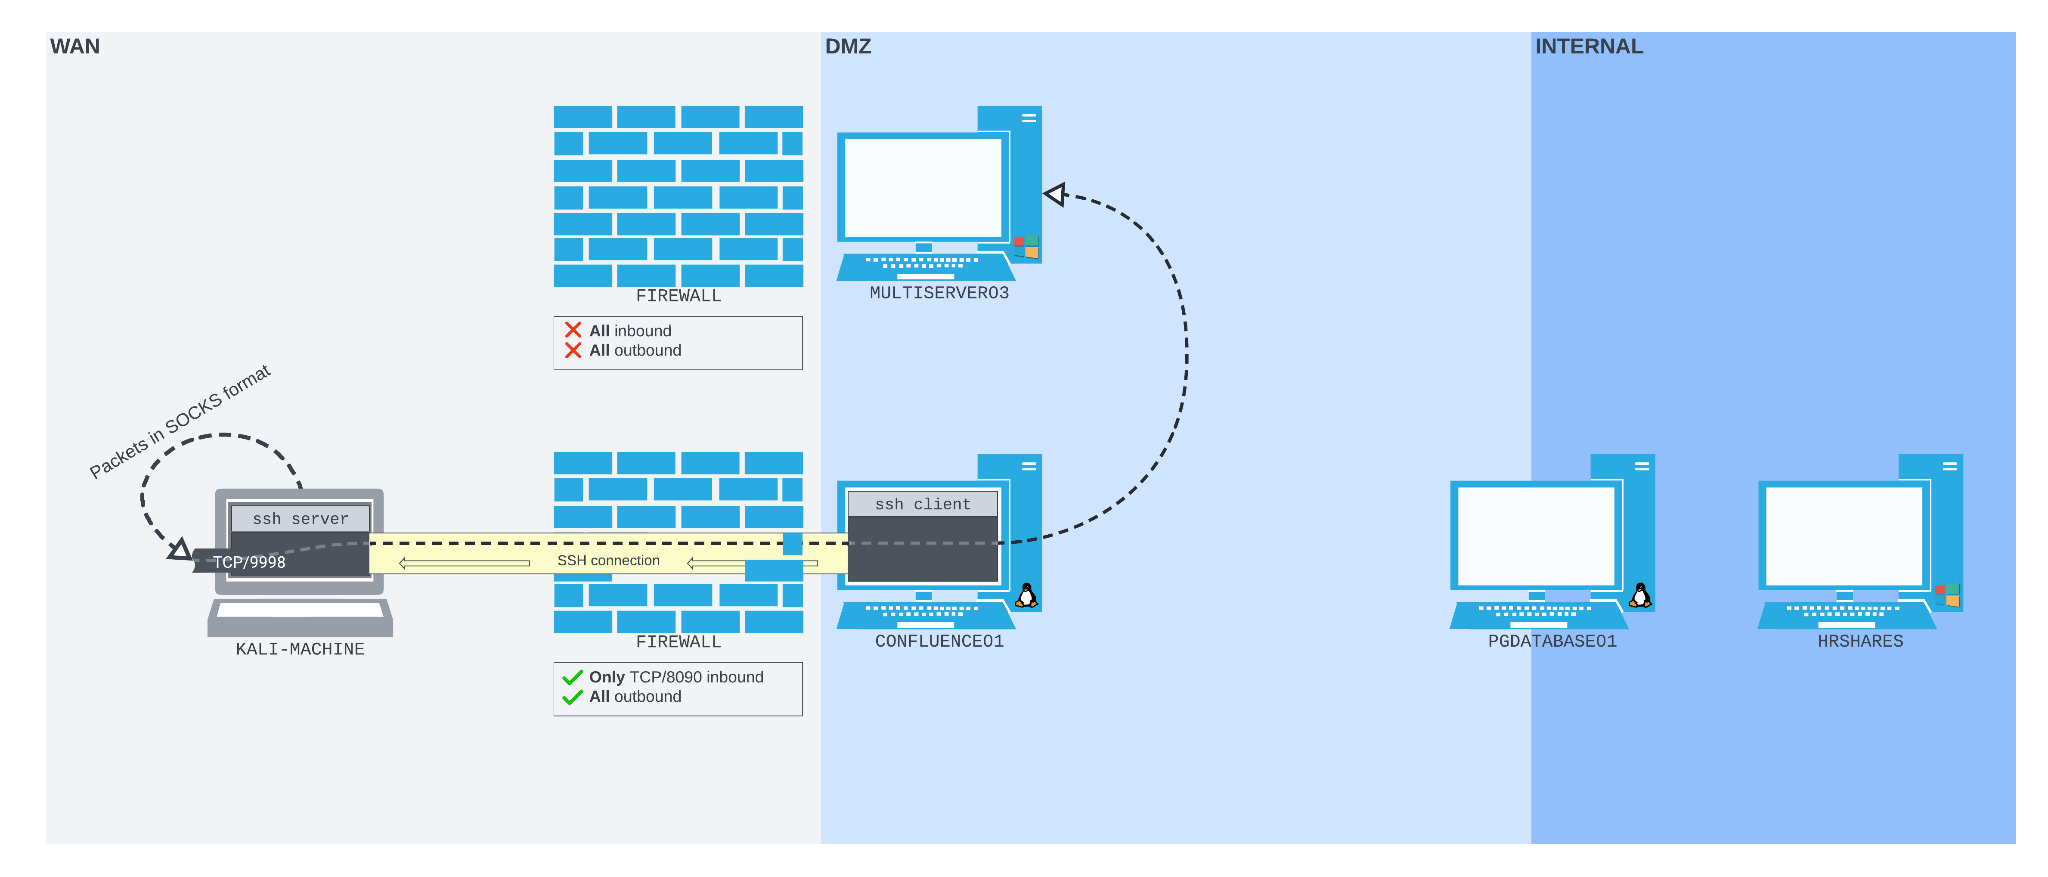 WAN
DMZ
INTERNAL
FIREWALL
MULTISERVER03
All inbound
All outbound
Packets in SOCKS format
ssh server
ssh client
TCP/9998
SSH connection
KALI-MACHINE
FIREWALL
CONFLUENCE01
PGDATABASE01
HRSHARES
Only TCP/8090 inbound
All outbound